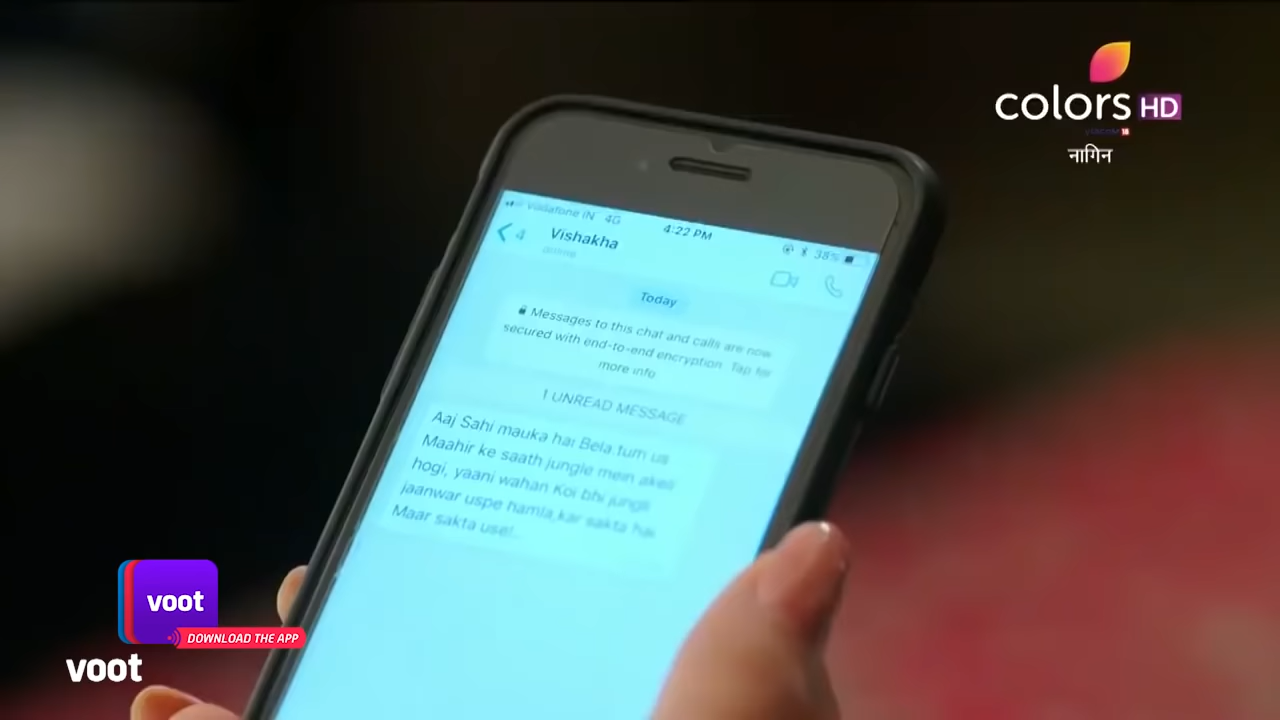 colors HD
viacom 18
नागिन
Vodafone IN 4G
4:22 PM
38%
4
Vishakha
online
Today
Messages to this chat and calls are now
secured with end-to-end encryption. Tap for
more info.
1 UNREAD MESSAGE
Aaj Sahi mauka hai Bela.tum us
Maahir ke saath jungle mein akeli
hogi, yaani wahan Koi bhi jungli
jaanwar uspe hamla kar sakta hai
Maar sakta use!..
voot
DOWNLOAD THE APP
voot